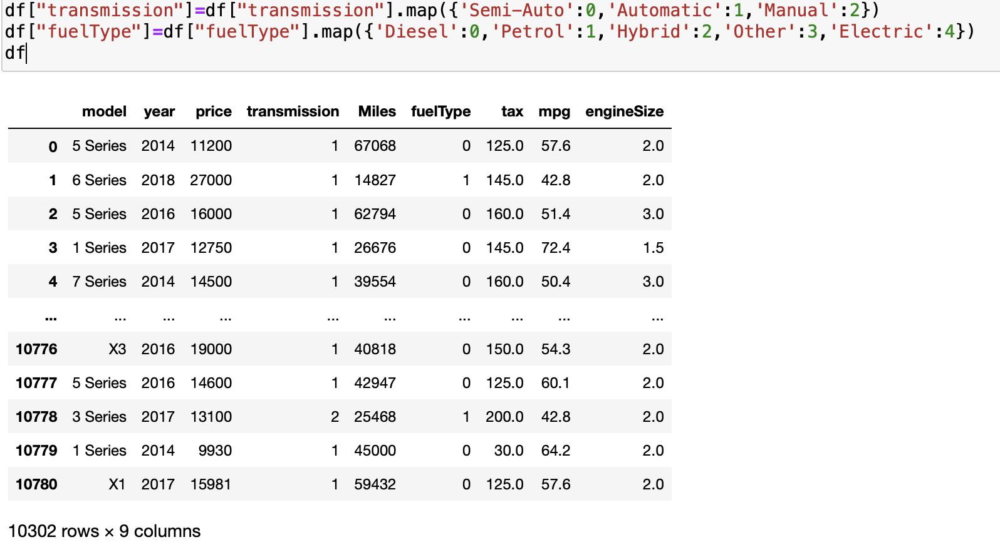 df["transmission"]=df["transmission"].map({'Semi-Auto':0,'Automatic':1,'Manual':2})
df["fuelType"]=df["fuelType"].map({'Diesel':0,'Petrol':1,'Hybrid':2,'Other':3,'Electric':4})
df
model year price transmission Miles fuelType tax mpg engineSize
0 5 Series 2014 11200 1 67068 0 125.0 57.6 2.0
1 6 Series 2018 27000 1 14827 1 145.0 42.8 2.0
2 5 Series 2016 16000 1 62794 0 160.0 51.4 3.0
3 1 Series 2017 12750 1 26676 0 145.0 72.4 1.5
4 7 Series 2014 14500 1 39554 0 160.0 50.4 3.0
... ... ... ... ... ... ... ... ... ...
10776 X3 2016 19000 1 40818 0 150.0 54.3 2.0
10777 5 Series 2016 14600 1 42947 0 125.0 60.1 2.0
10778 3 Series 2017 13100 2 25468 1 200.0 42.8 2.0
10779 1 Series 2014 9930 1 45000 0 30.0 64.2 2.0
10780 X1 2017 15981 1 59432 0 125.0 57.6 2.0
10302 rows × 9 columns